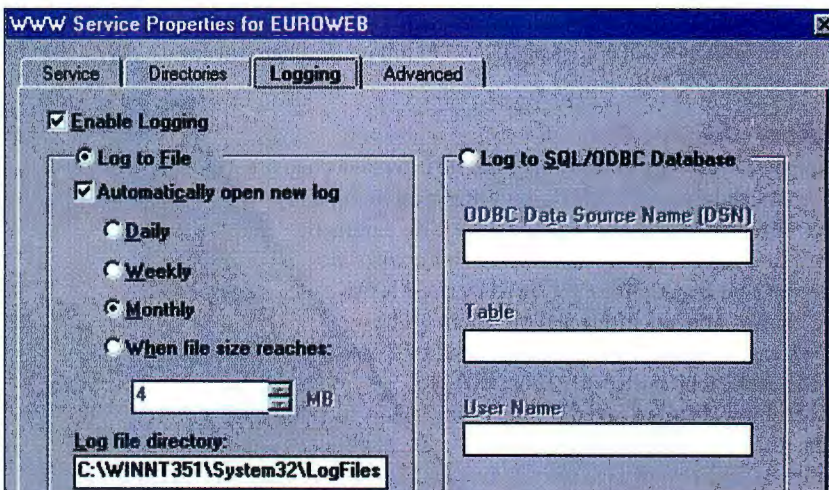 WWW Service Properties for EUROWEB
Service Directories Logging Advanced
Enable Logging
Log to File
Automatically open new log
Daily
Weekly
Monthly
When file size reaches:
4 MB
Log file directory:
C:\WINNT351\System32\LogFiles
Log to SQL/ODBC Database
ODBC Data Source Name (DSN)
Table
User Name